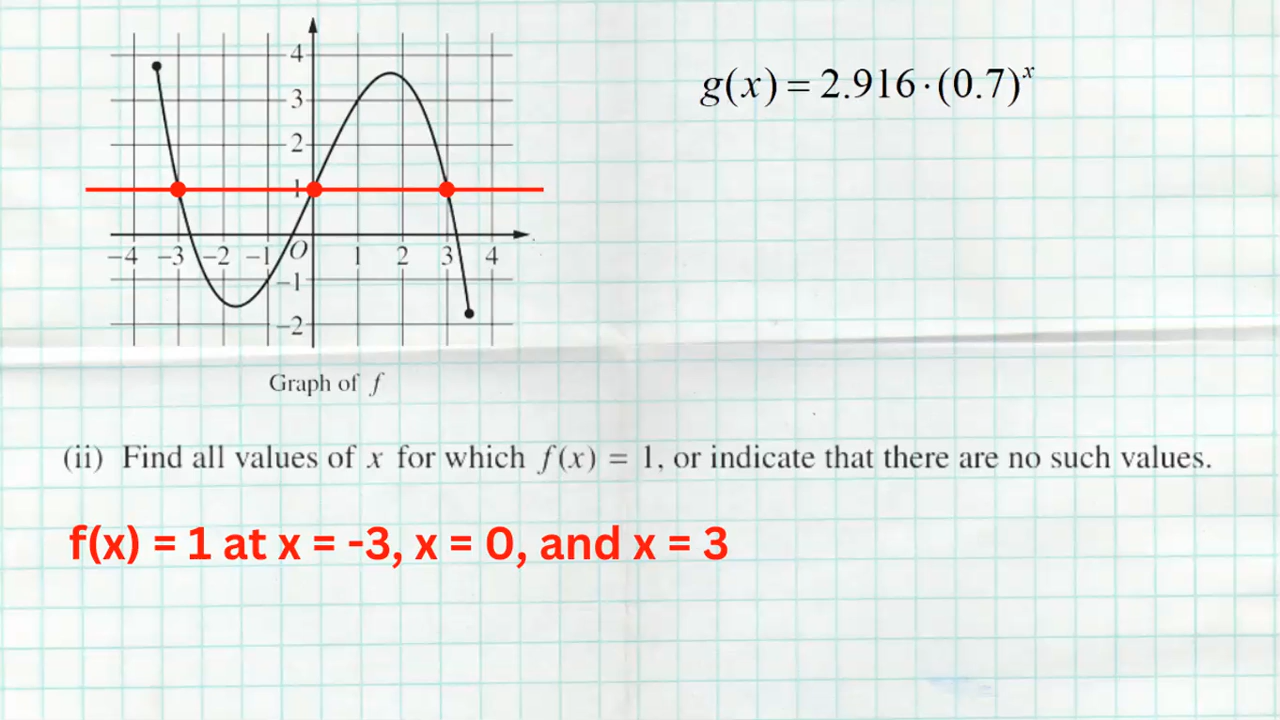 g(x) = 2.916 · (0.7)ˣ
4
3
2
1
−4 −3 −2 −1 O 1 2 3 4
−1
−2
Graph of f
(ii) Find all values of x for which f(x) = 1, or indicate that there are no such values.
f(x) = 1 at x = -3, x = 0, and x = 3